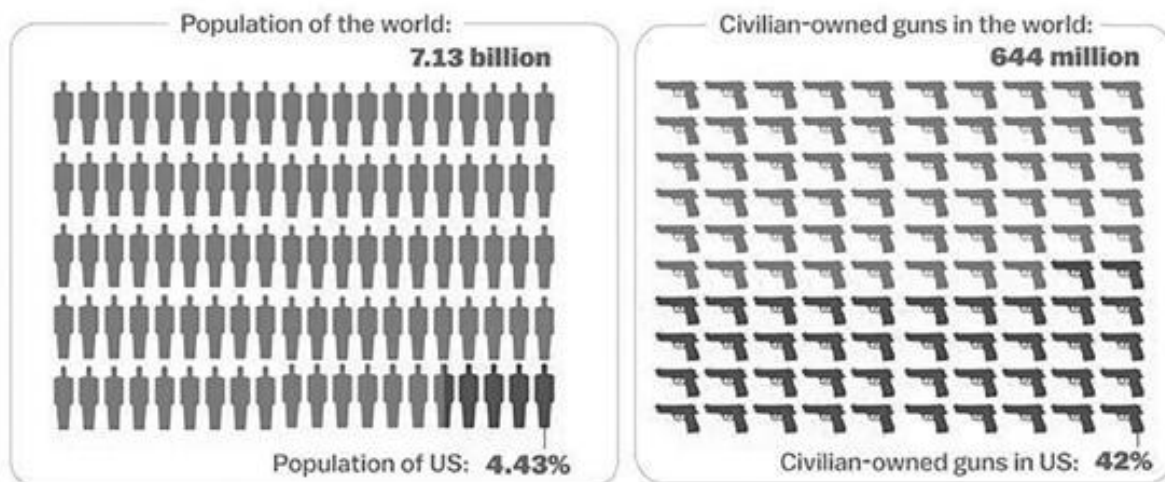 Population of the world:
7.13 billion
Population of US: 4.43%
Civilian-owned guns in the world:
644 million
Civilian-owned guns in US: 42%